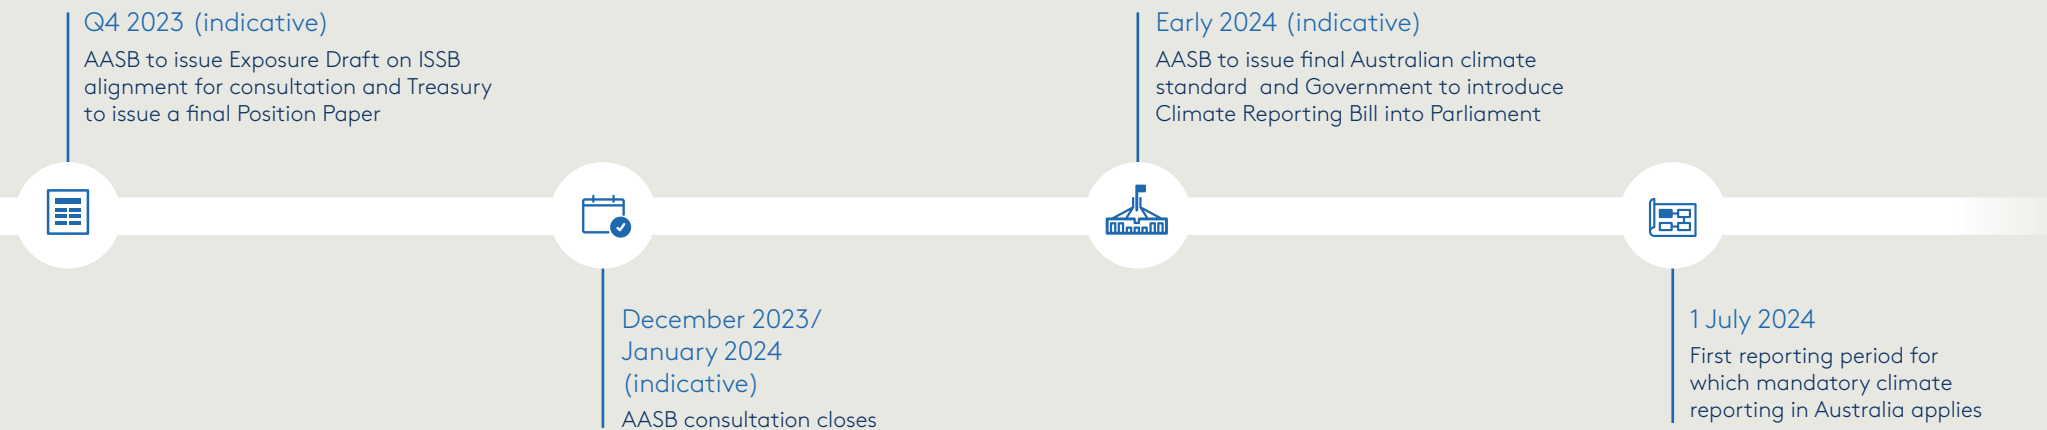 Q4 2023 (indicative)
AASB to issue Exposure Draft on ISSB
alignment for consultation and Treasury
to issue a final Position Paper
December 2023/
January 2024
(indicative)
AASB consultation closes
Early 2024 (indicative)
AASB to issue final Australian climate
standard  and Government to introduce
Climate Reporting Bill into Parliament
1 July 2024
First reporting period for
which mandatory climate
reporting in Australia applies